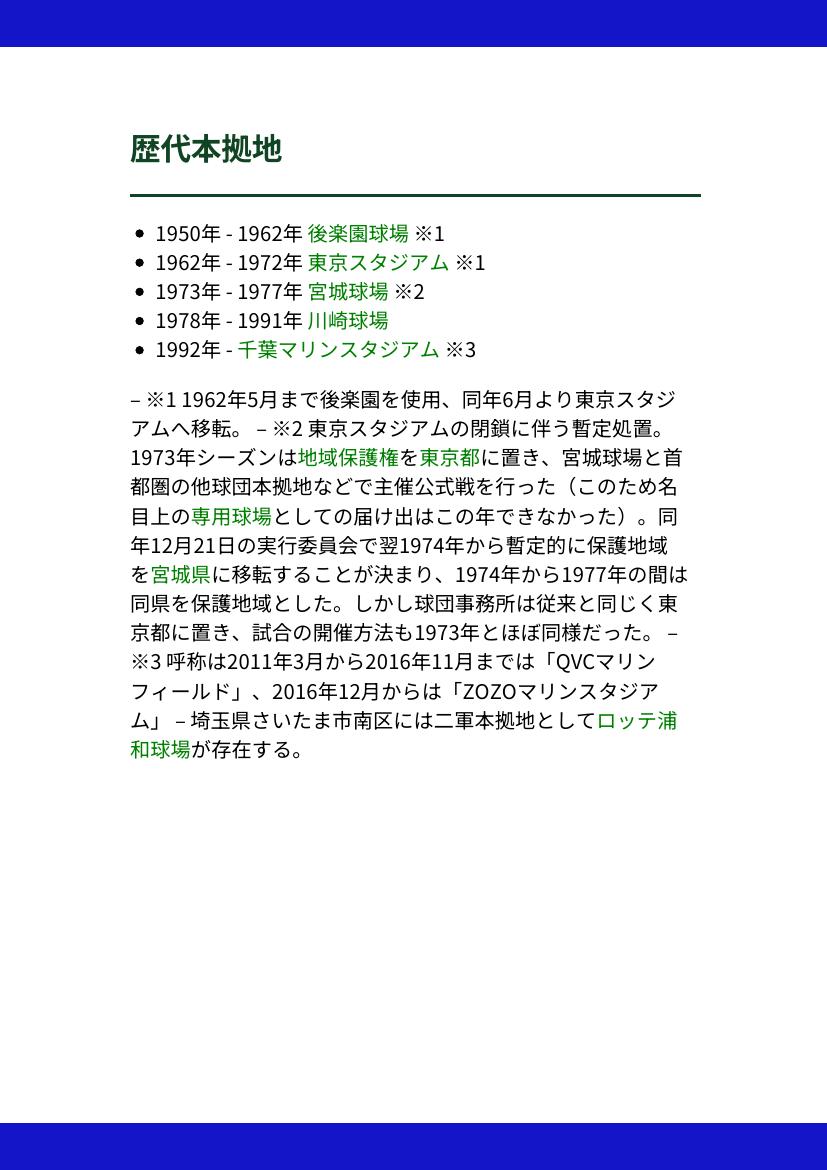 歴代本拠地
● 1950年 - 1962年 後楽園球場 ※1
● 1962年 - 1972年 東京スタジアム ※1
● 1973年 - 1977年 宮城球場 ※2
● 1978年 - 1991年 川崎球場
● 1992年 - 千葉マリンスタジアム ※3
– ※1 1962年5月まで後楽園を使用、同年6月より東京スタジ
アムへ移転。 – ※2 東京スタジアムの閉鎖に伴う暫定処置。
1973年シーズンは地域保護権を東京都に置き、宮城球場と首
都圏の他球団本拠地などで主催公式戦を行った（このため名
目上の専用球場としての届け出はこの年できなかった）。同
年12月21日の実行委員会で翌1974年から暫定的に保護地域
を宮城県に移転することが決まり、1974年から1977年の間は
同県を保護地域とした。しかし球団事務所は従来と同じく東
京都に置き、試合の開催方法も1973年とほぼ同様だった。 –
※3 呼称は2011年3月から2016年11月までは「QVCマリン
フィールド」、2016年12月からは「ZOZOマリンスタジア
ム」 – 埼玉県さいたま市南区には二軍本拠地としてロッテ浦
和球場が存在する。